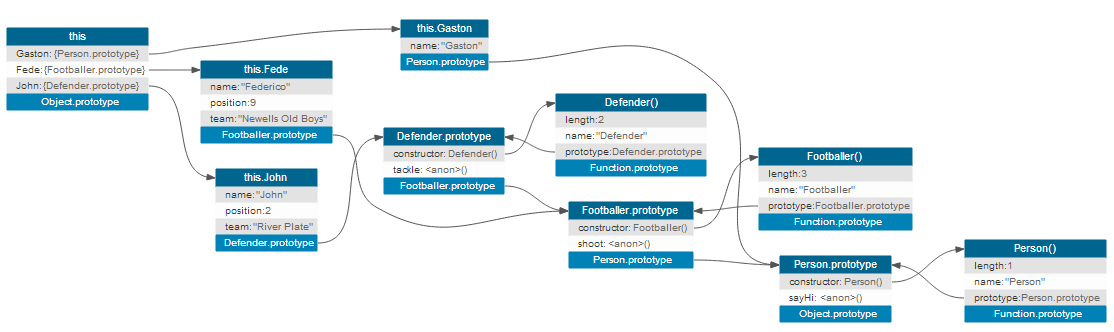 this
Gaston: {Person.prototype}
Fede:{Footballer.prototype}
John:{Defender.prototype}
Object.prototype
this.Gaston
name:"Gaston"
Person.prototype
this.Fede
name:"Federico"
position:9
team:"Newells Old Boys"
Footballer.prototype
this.John
name:"John"
position:2
team:"River Plate"
Defender.prototype
Defender.prototype
constructor: Defender()
tackle: <anon>()
Footballer.prototype
Defender()
length:2
name:"Defender"
prototype:Defender.prototype
Function.prototype
Footballer.prototype
constructor: Footballer()
shoot: <anon>()
Person.prototype
Footballer()
length:3
name:"Footballer"
prototype:Footballer.prototype
Function.prototype
Person.prototype
constructor: Person()
sayHi: <anon>()
Object.prototype
Person()
length:1
name:"Person"
prototype:Person.prototype
Function.prototype